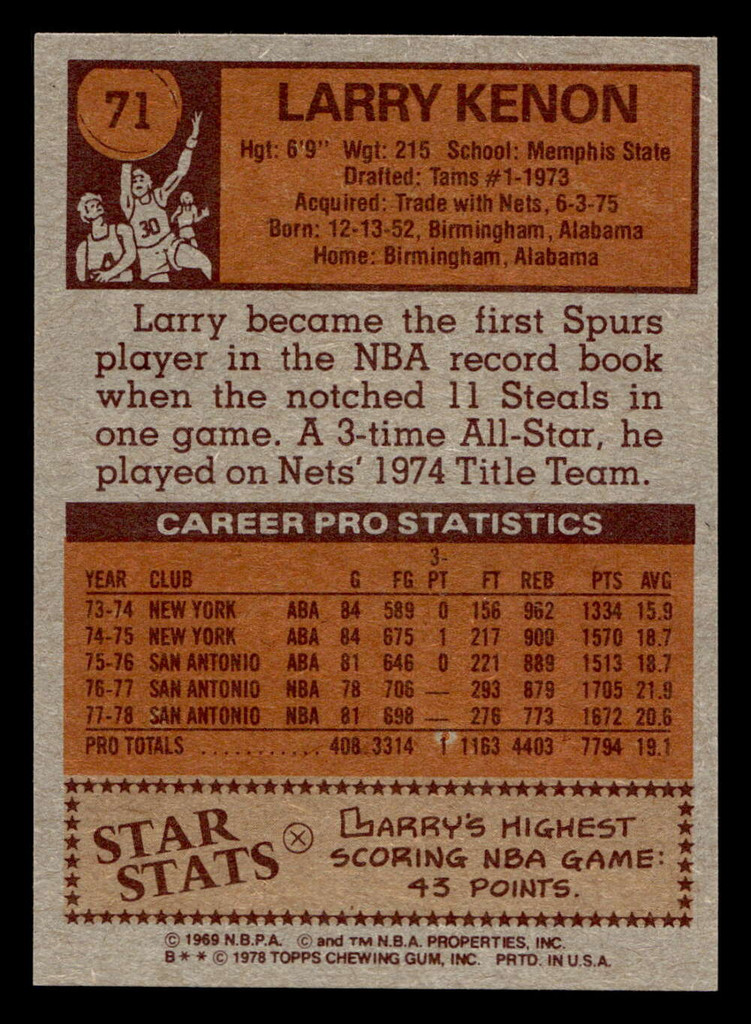 71
LARRY KENON
Hgt: 6'9" Wgt: 215 School: Memphis State
Drafted: Tams #1-1973
Acquired: Trade with Nets, 6-3-75
Born: 12-13-52, Birmingham, Alabama
Home: Birmingham, Alabama
30
Larry became the first Spurs
player in the NBA record book
when the notched 11 Steals in
one game. A 3-time All-Star, he
played on Nets' 1974 Title Team.
CAREER PRO STATISTICS
YEAR CLUB G FG 3-PT FT REB PTS AVG
73-74 NEW YORK ABA 84 589 0 156 962 1334 15.9
74-75 NEW YORK ABA 84 675 1 217 900 1570 18.7
75-76 SAN ANTONIO ABA 81 646 0 221 889 1513 18.7
76-77 SAN ANTONIO NBA 78 706 — 293 879 1705 21.9
77-78 SAN ANTONIO NBA 81 698 — 276 773 1672 20.6
PRO TOTALS . . . . . . . . . . . 408 3314 1 1163 4403 7794 19.1
STAR STATS
LARRY'S HIGHEST
SCORING NBA GAME:
43 POINTS.
© 1969 N.B.P.A. © and TM N.B.A. PROPERTIES, INC.
B * * © 1978 TOPPS CHEWING GUM, INC. PRTD. IN U.S.A.